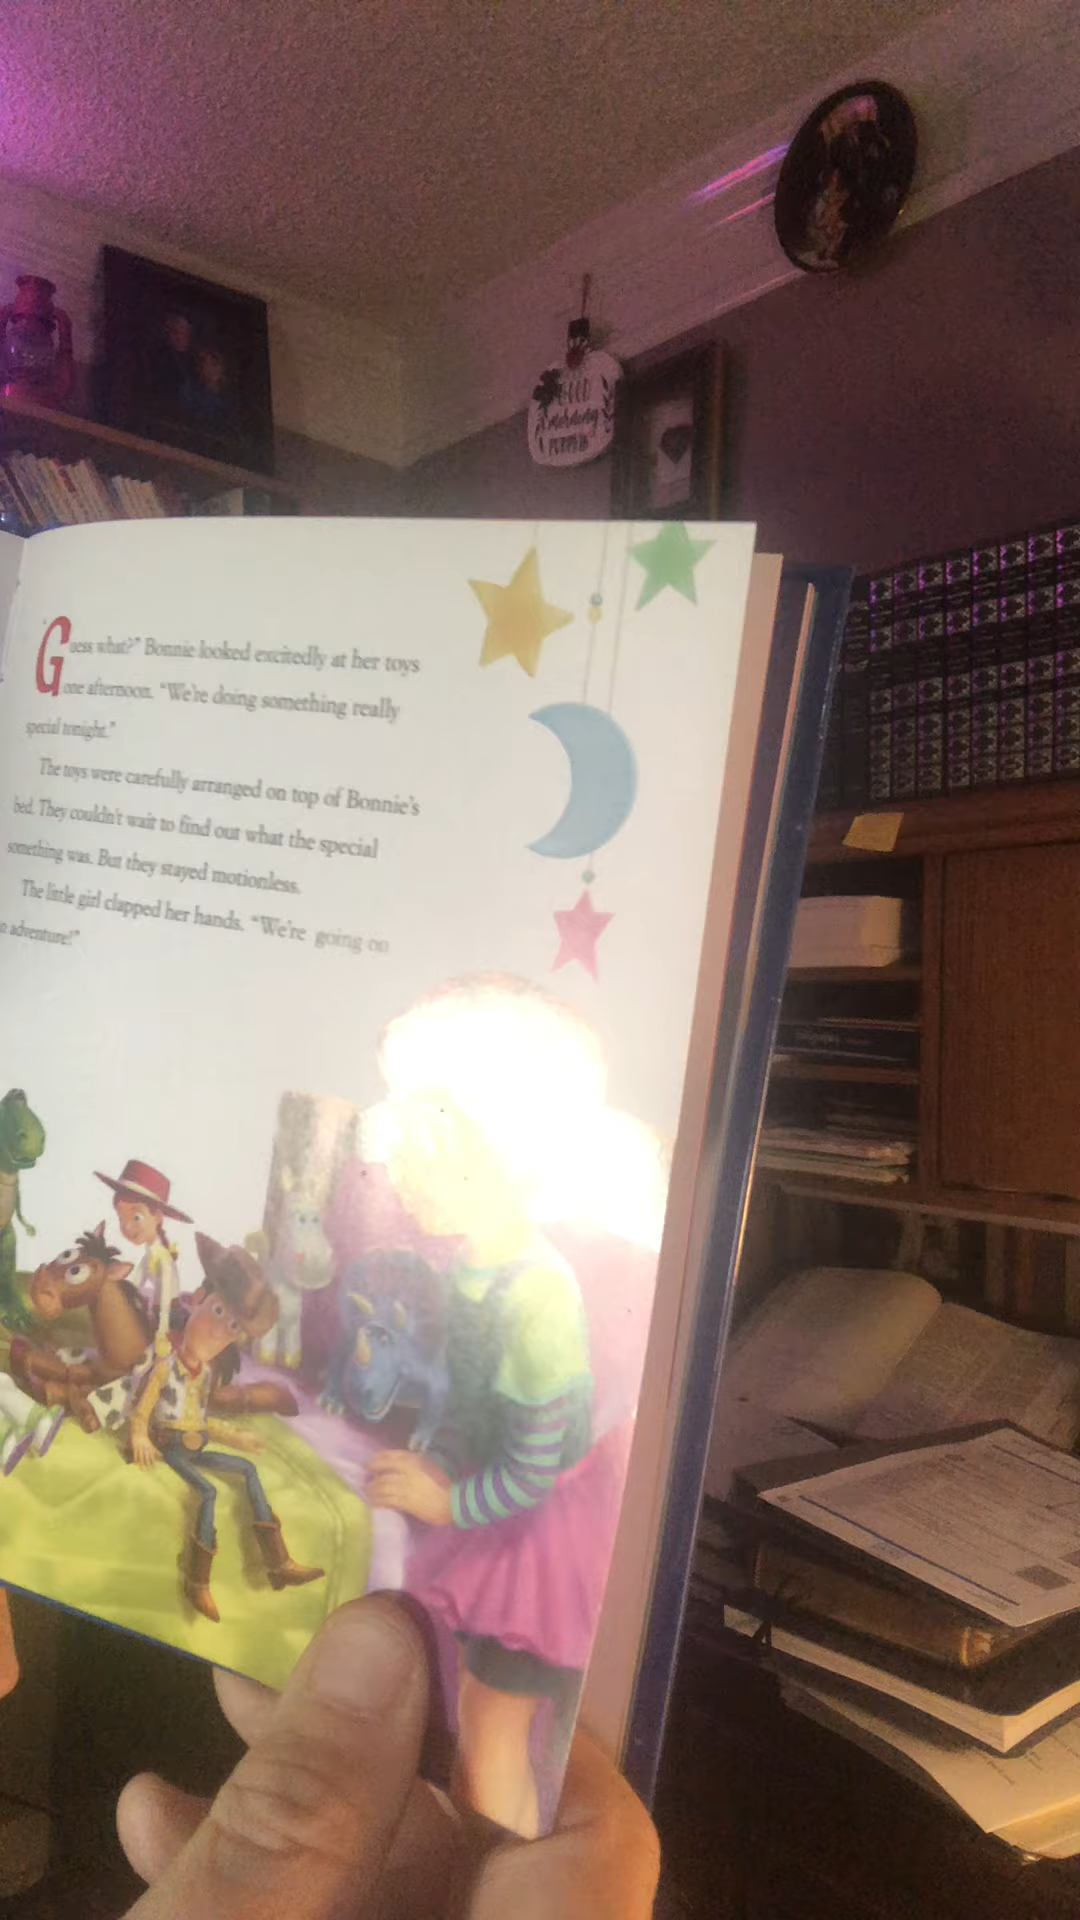 GOOD
morning
"Guess what?" Bonnie looked excitedly at her toys
one afternoon. "We're doing something really
special tonight."
The toys were carefully arranged on top of Bonnie's
bed. They couldn't wait to find out what the special
something was. But they stayed motionless.
The little girl clapped her hands. "We're going on
adventure!"